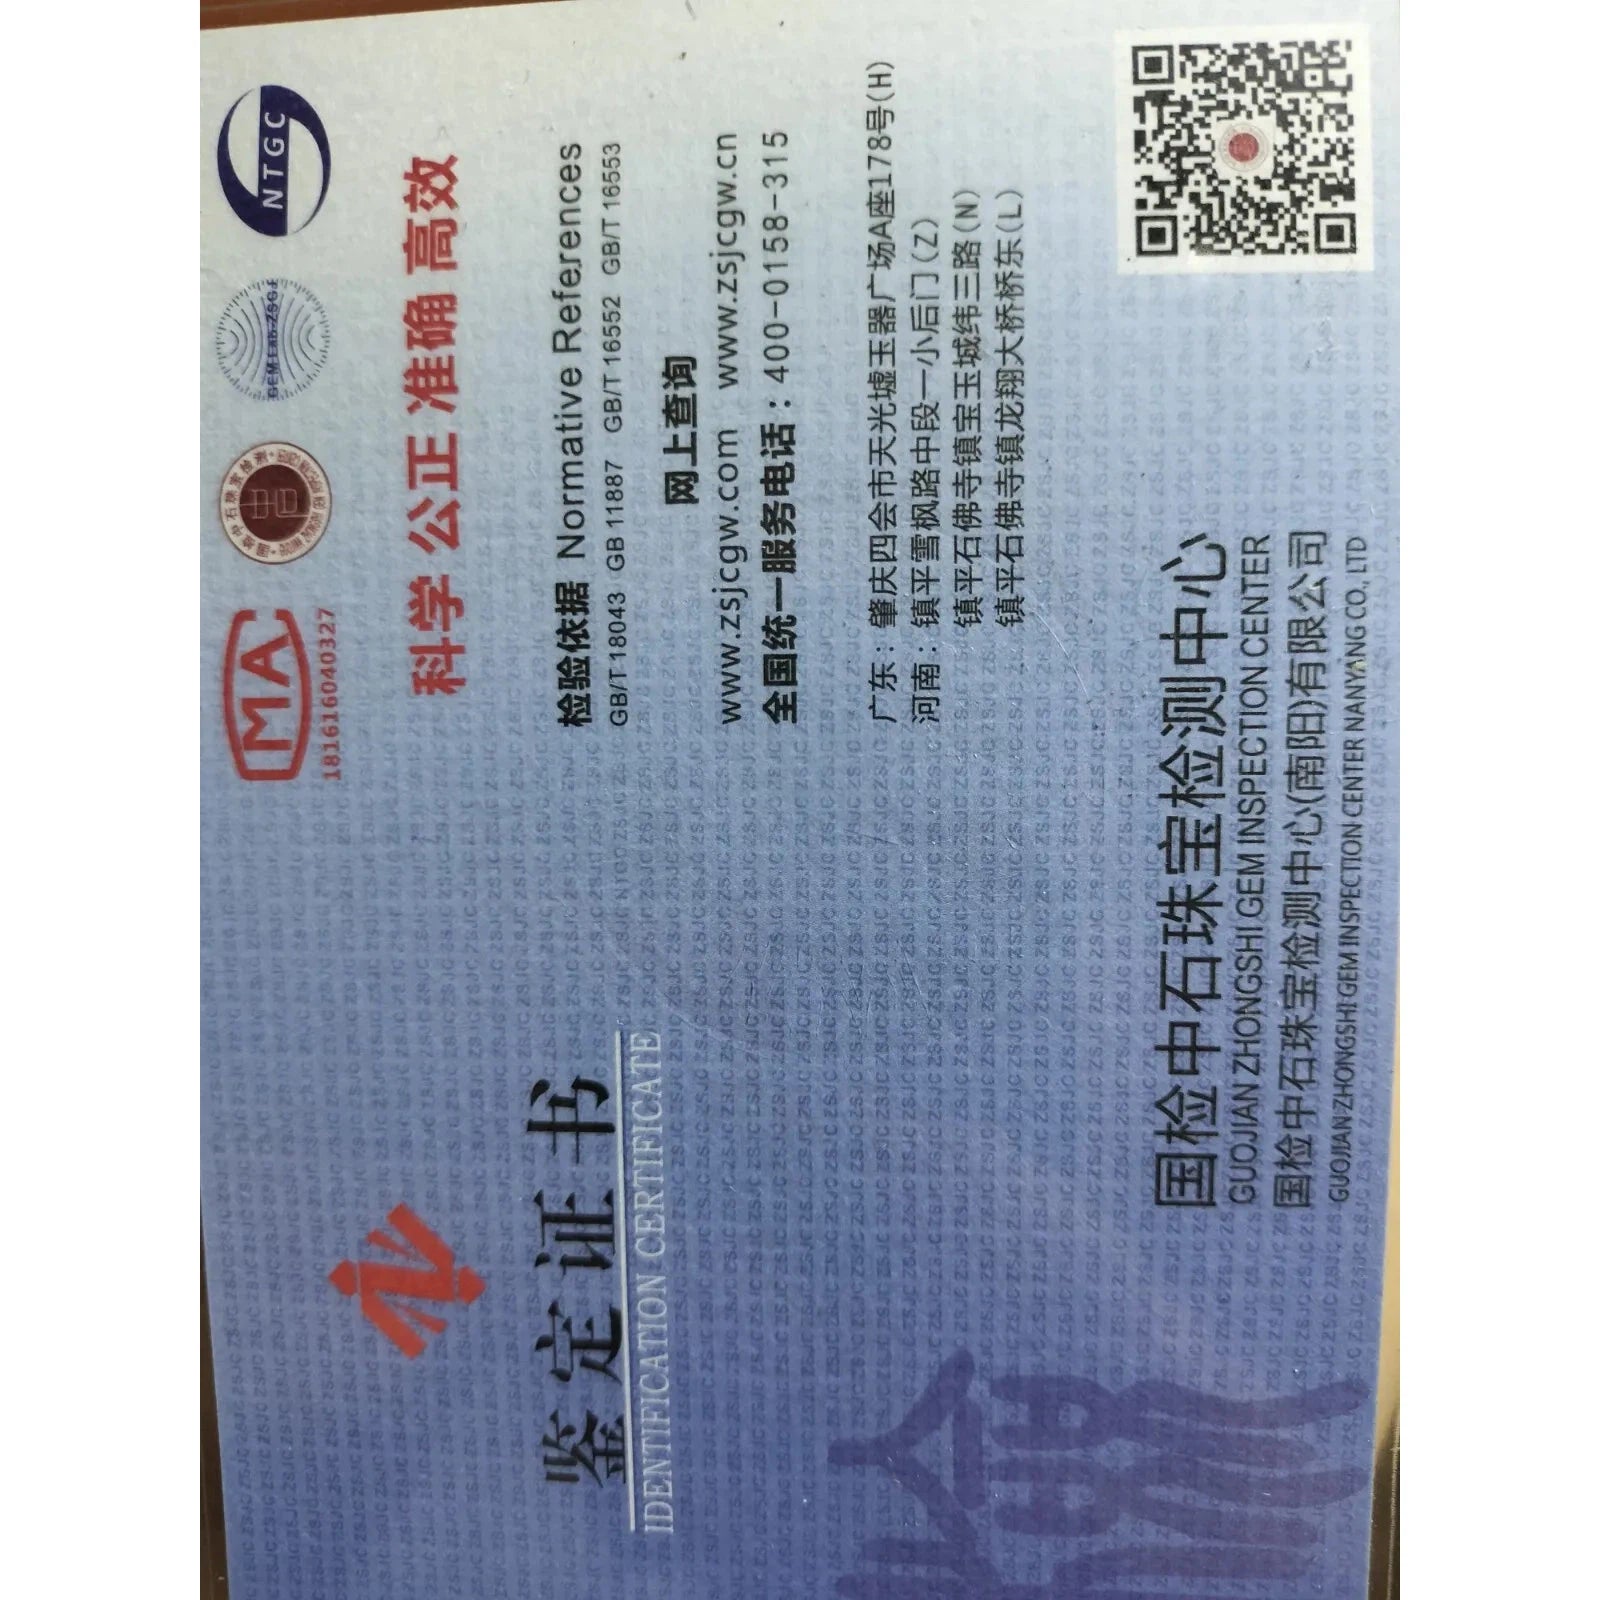 鉴定证书
IDENTIFICATION CERTIFICATE
MA
181616040327
GEM Lab ZSGJ
NTGC
科学 公正 准确 高效
检验依据 Normative References
GB/T18043 GB 11887 GB/T16552 GB/T16553
网上查询
www.zsjcgw.com www.zsjcgw.cn
全国统一服务电话：400-0158-315
广东：肇庆四会市天光墟玉器广场A座178号(H)
河南：镇平雪枫路中段一小后门(Z)
镇平石佛寺镇宝玉城纬三路(N)
镇平石佛寺镇龙翔大桥桥东(L)
国检中石珠宝检测中心
GUOJIAN ZHONGSHI GEM INSPECTION CENTER
国检中石珠宝检测中心(南阳)有限公司
GUOJIAN ZHONGSHI GEM INSPECTION CENTER NANYANG CO., LTD